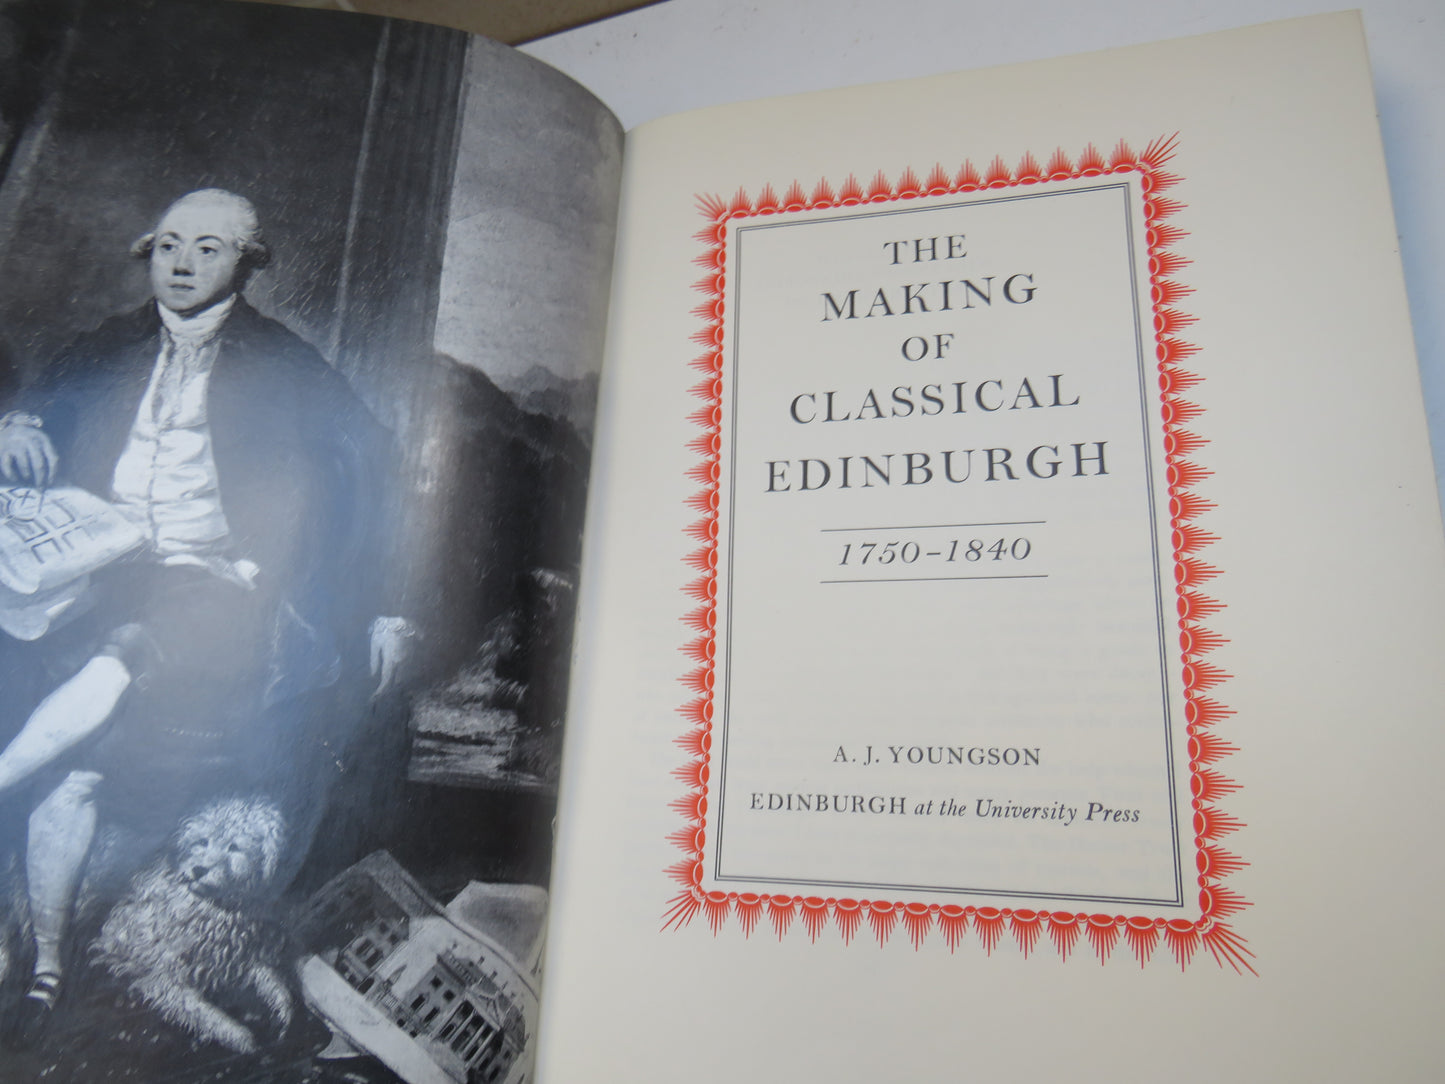 THE
MAKING
OF
CLASSICAL
EDINBURGH
1750–1840
A. J. YOUNGSON
EDINBURGH at the University Press